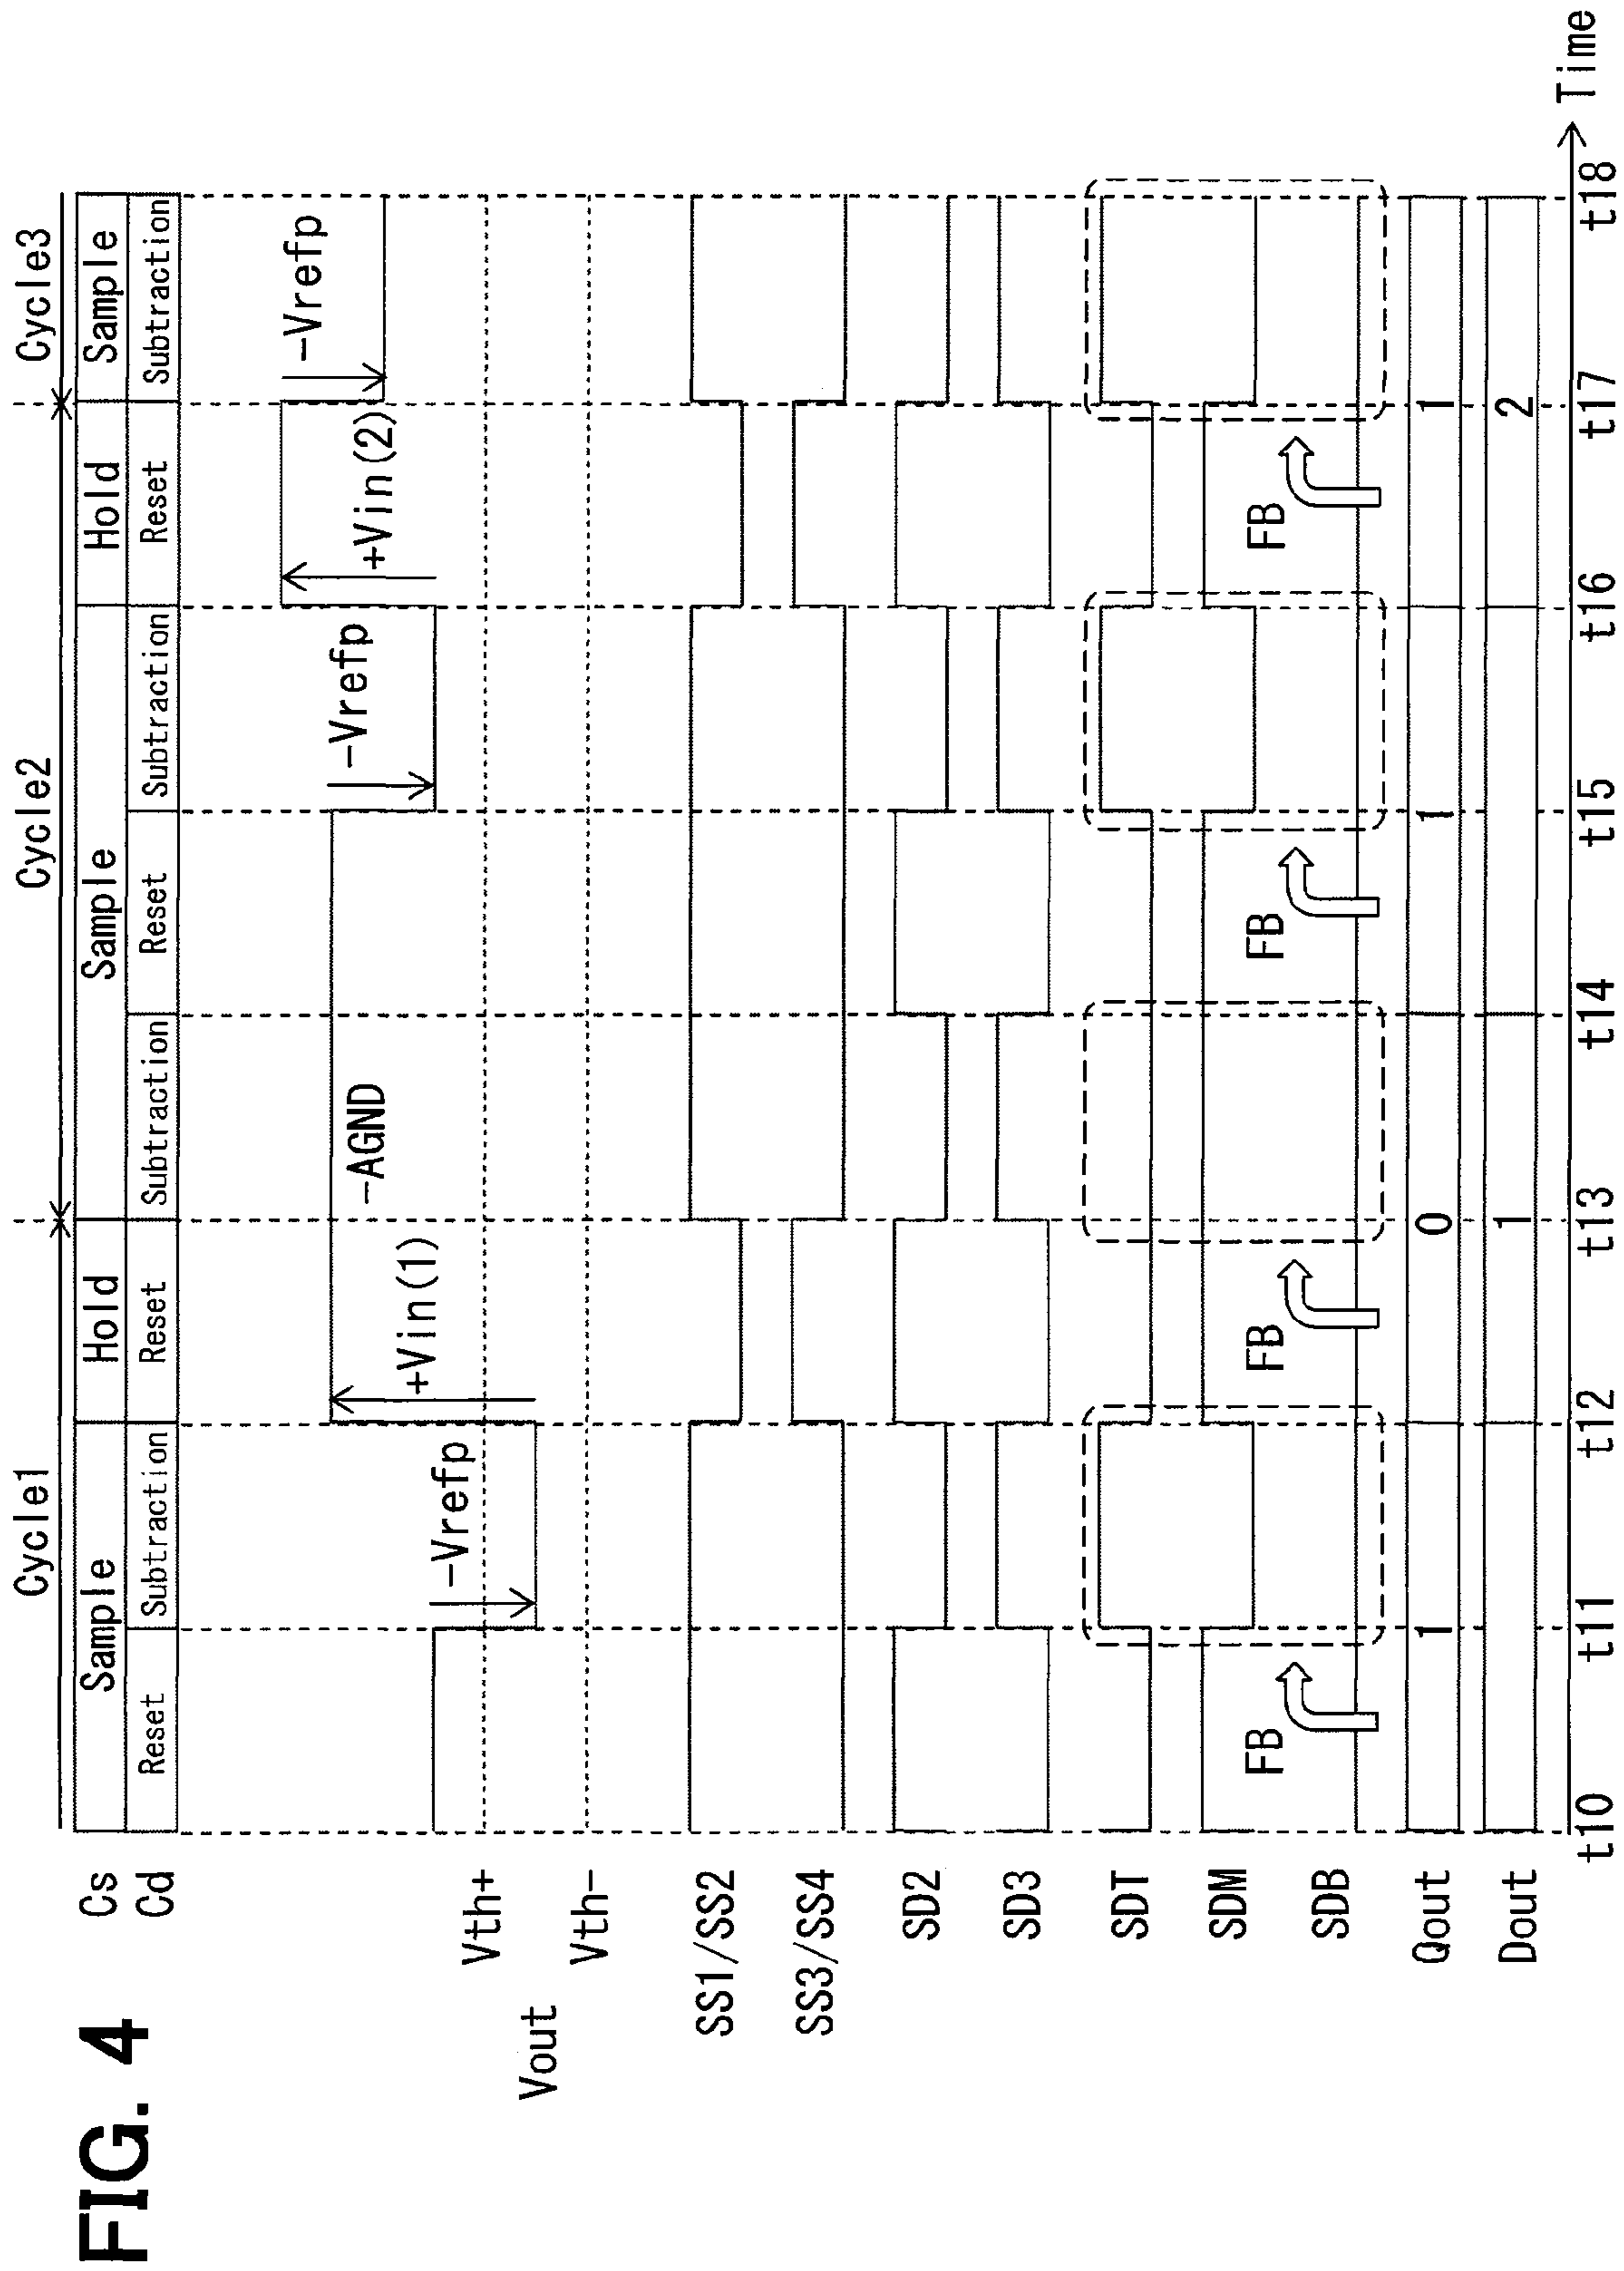 FIG. 4
Cycle1 Cycle2 Cycle3
Cs Sample Hold Sample Hold Sample
Cd Reset Subtraction Reset Subtraction Reset Subtraction Reset Subtraction
-Vrefp +Vin(1) -AGND -Vrefp +Vin(2) -Vrefp
Vth+
Vout
Vth-
SS1/SS2
SS3/SS4
SD2
SD3
SDT
SDM
FB FB FB FB
SDB
Qout 1 0 1 1
Dout 1 2
t10 t11 t12 t13 t14 t15 t16 t17 t18 Time